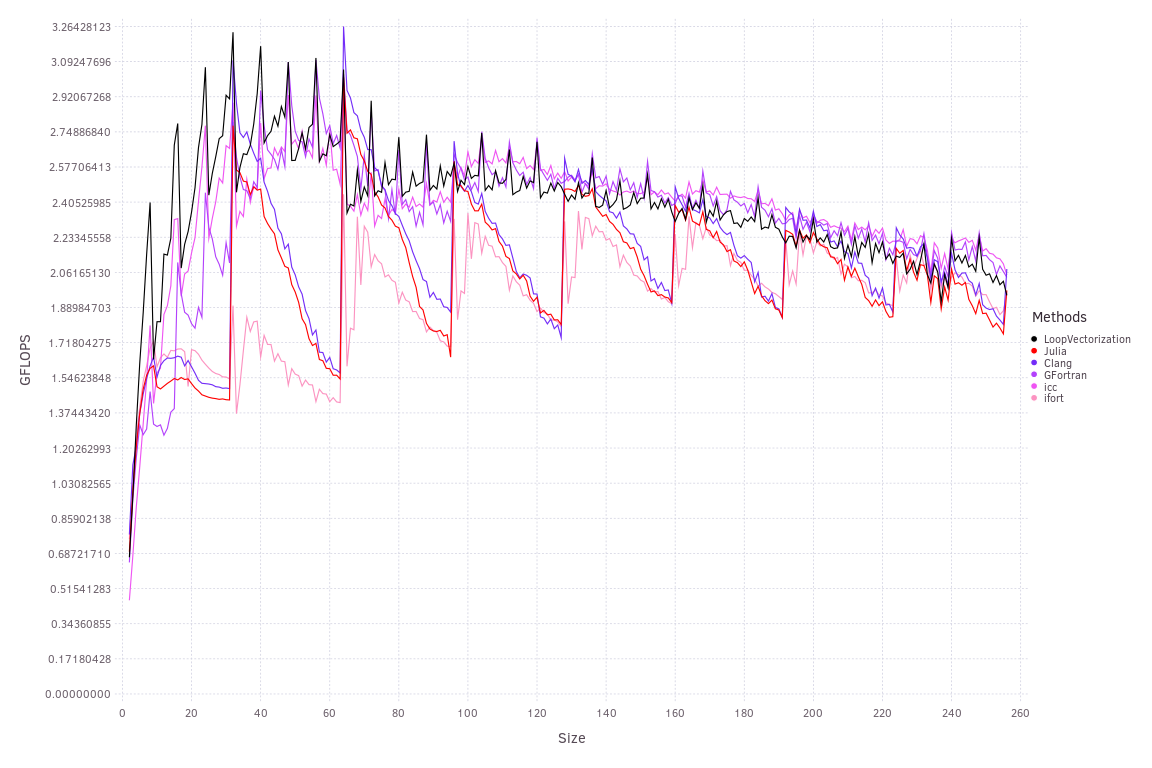 3.26428123
3.09247696
2.92067268
2.74886840
2.57706413
2.40525985
2.23345558
2.06165130
1.88984703
1.71804275
1.54623848
1.37443420
1.20262993
1.03082565
0.85902138
0.68721710
0.51541283
0.34360855
0.17180428
0.00000000
GFLOPS
0 20 40 60 80 100 120 140 160 180 200 220 240 260
Size
Methods
LoopVectorization
Julia
Clang
GFortran
icc
ifort